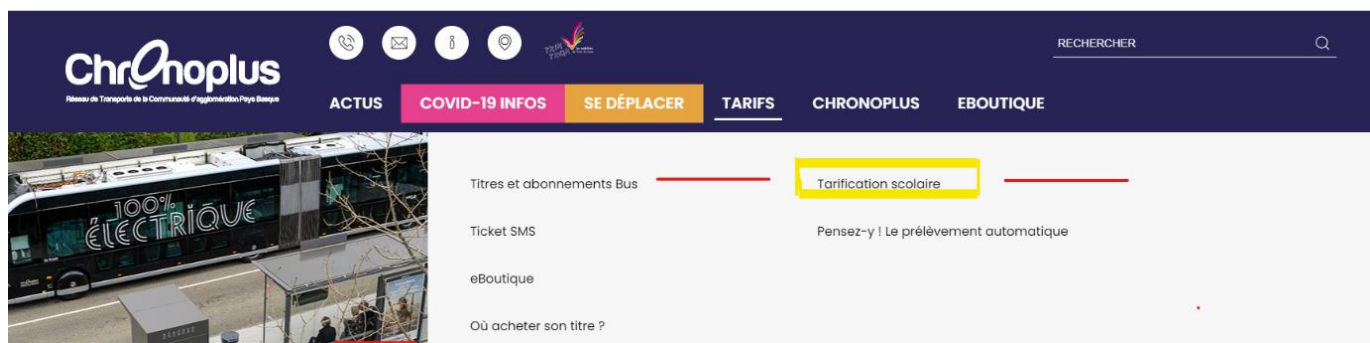 Chronoplus
Réseau de Transports de la Communauté d'agglomération Pays Basque
RECHERCHER
ACTUS COVID-19 INFOS SE DÉPLACER TARIFS CHRONOPLUS EBOUTIQUE
100%
ÉLECTRIQUE
Titres et abonnements Bus
Ticket SMS
eBoutique
Où acheter son titre ?
Tarification scolaire
Pensez-y ! Le prélèvement automatique